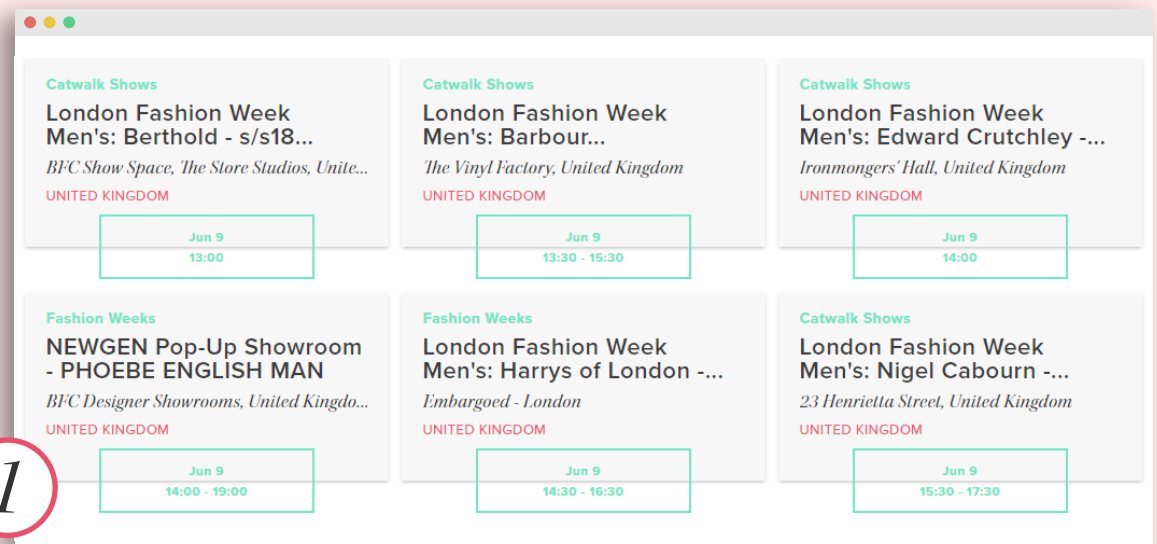 Catwalk Shows
London Fashion Week
Men's: Berthold - s/s18...
BFC Show Space, The Store Studios, Unite...
UNITED KINGDOM
Jun 9
13:00
Catwalk Shows
London Fashion Week
Men's: Barbour...
The Vinyl Factory, United Kingdom
UNITED KINGDOM
Jun 9
13:30 - 15:30
Catwalk Shows
London Fashion Week
Men's: Edward Crutchley -...
Ironmongers' Hall, United Kingdom
UNITED KINGDOM
Jun 9
14:00
Fashion Weeks
NEWGEN Pop-Up Showroom
- PHOEBE ENGLISH MAN
BFC Designer Showrooms, United Kingdo...
UNITED KINGDOM
Jun 9
14:00 - 19:00
Fashion Weeks
London Fashion Week
Men's: Harrys of London -...
Embargoed - London
UNITED KINGDOM
Jun 9
14:30 - 16:30
Catwalk Shows
London Fashion Week
Men's: Nigel Cabourn -...
23 Henrietta Street, United Kingdom
UNITED KINGDOM
Jun 9
15:30 - 17:30
1